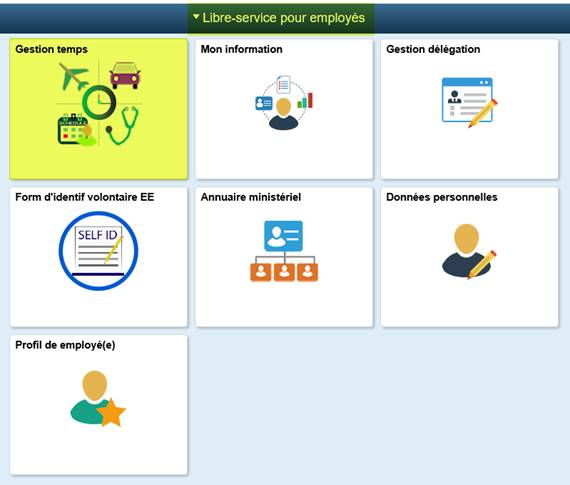 Libre-service pour employés
Gestion temps
Mon information
Gestion délégation
Form d'identif volontaire EE
SELF ID
Annuaire ministériel
Données personnelles
Profil de employé(e)